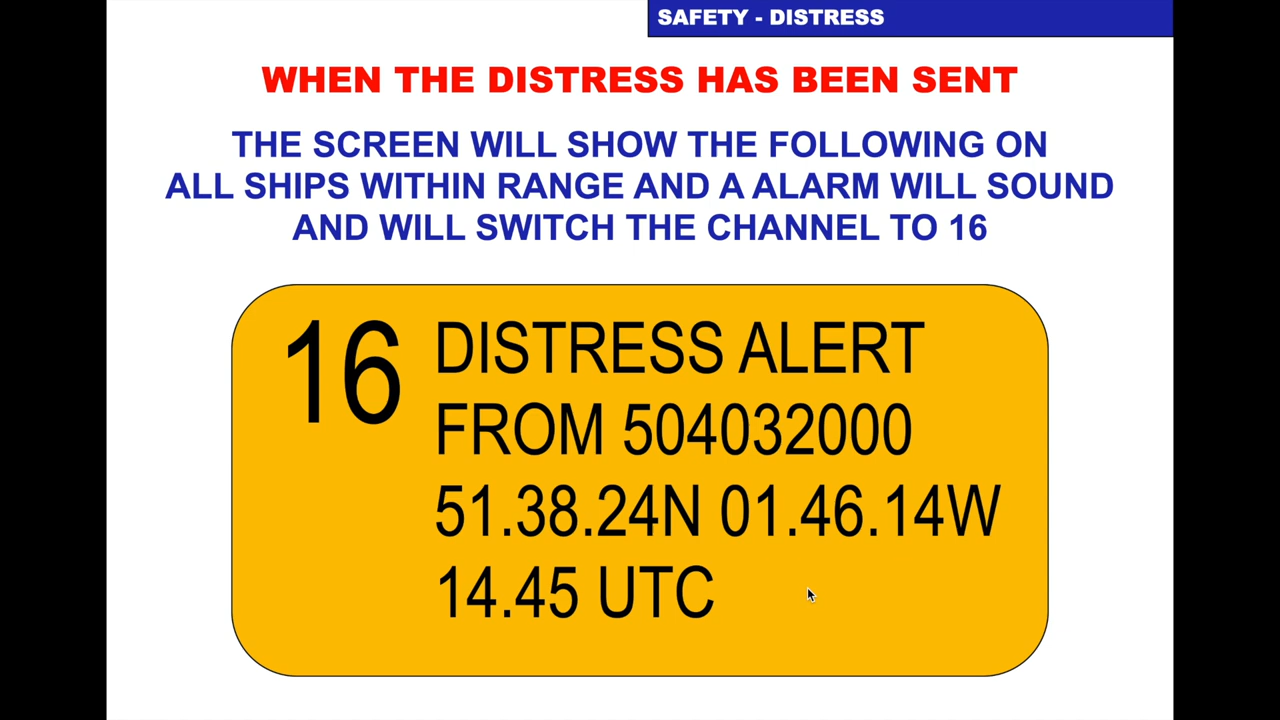 SAFETY - DISTRESS
WHEN THE DISTRESS HAS BEEN SENT
THE SCREEN WILL SHOW THE FOLLOWING ON
ALL SHIPS WITHIN RANGE AND A ALARM WILL SOUND
AND WILL SWITCH THE CHANNEL TO 16
16 DISTRESS ALERT
FROM 504032000
51.38.24N 01.46.14W
14.45 UTC